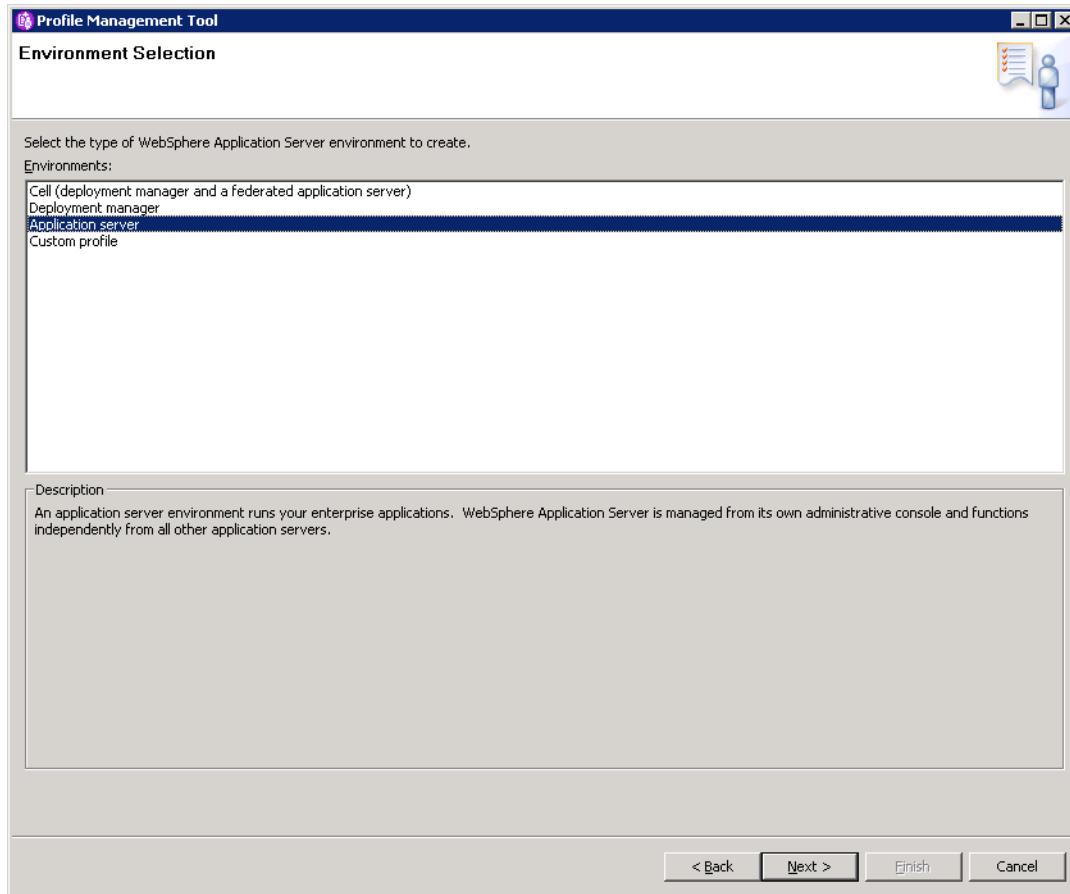 Profile Management Tool
Environment Selection
Select the type of WebSphere Application Server environment to create.
Environments:
Cell (deployment manager and a federated application server)
Deployment manager
Application server
Custom profile
Description
An application server environment runs your enterprise applications.  WebSphere Application Server is managed from its own administrative console and functions
independently from all other application servers.
< Back
Next >
Finish
Cancel